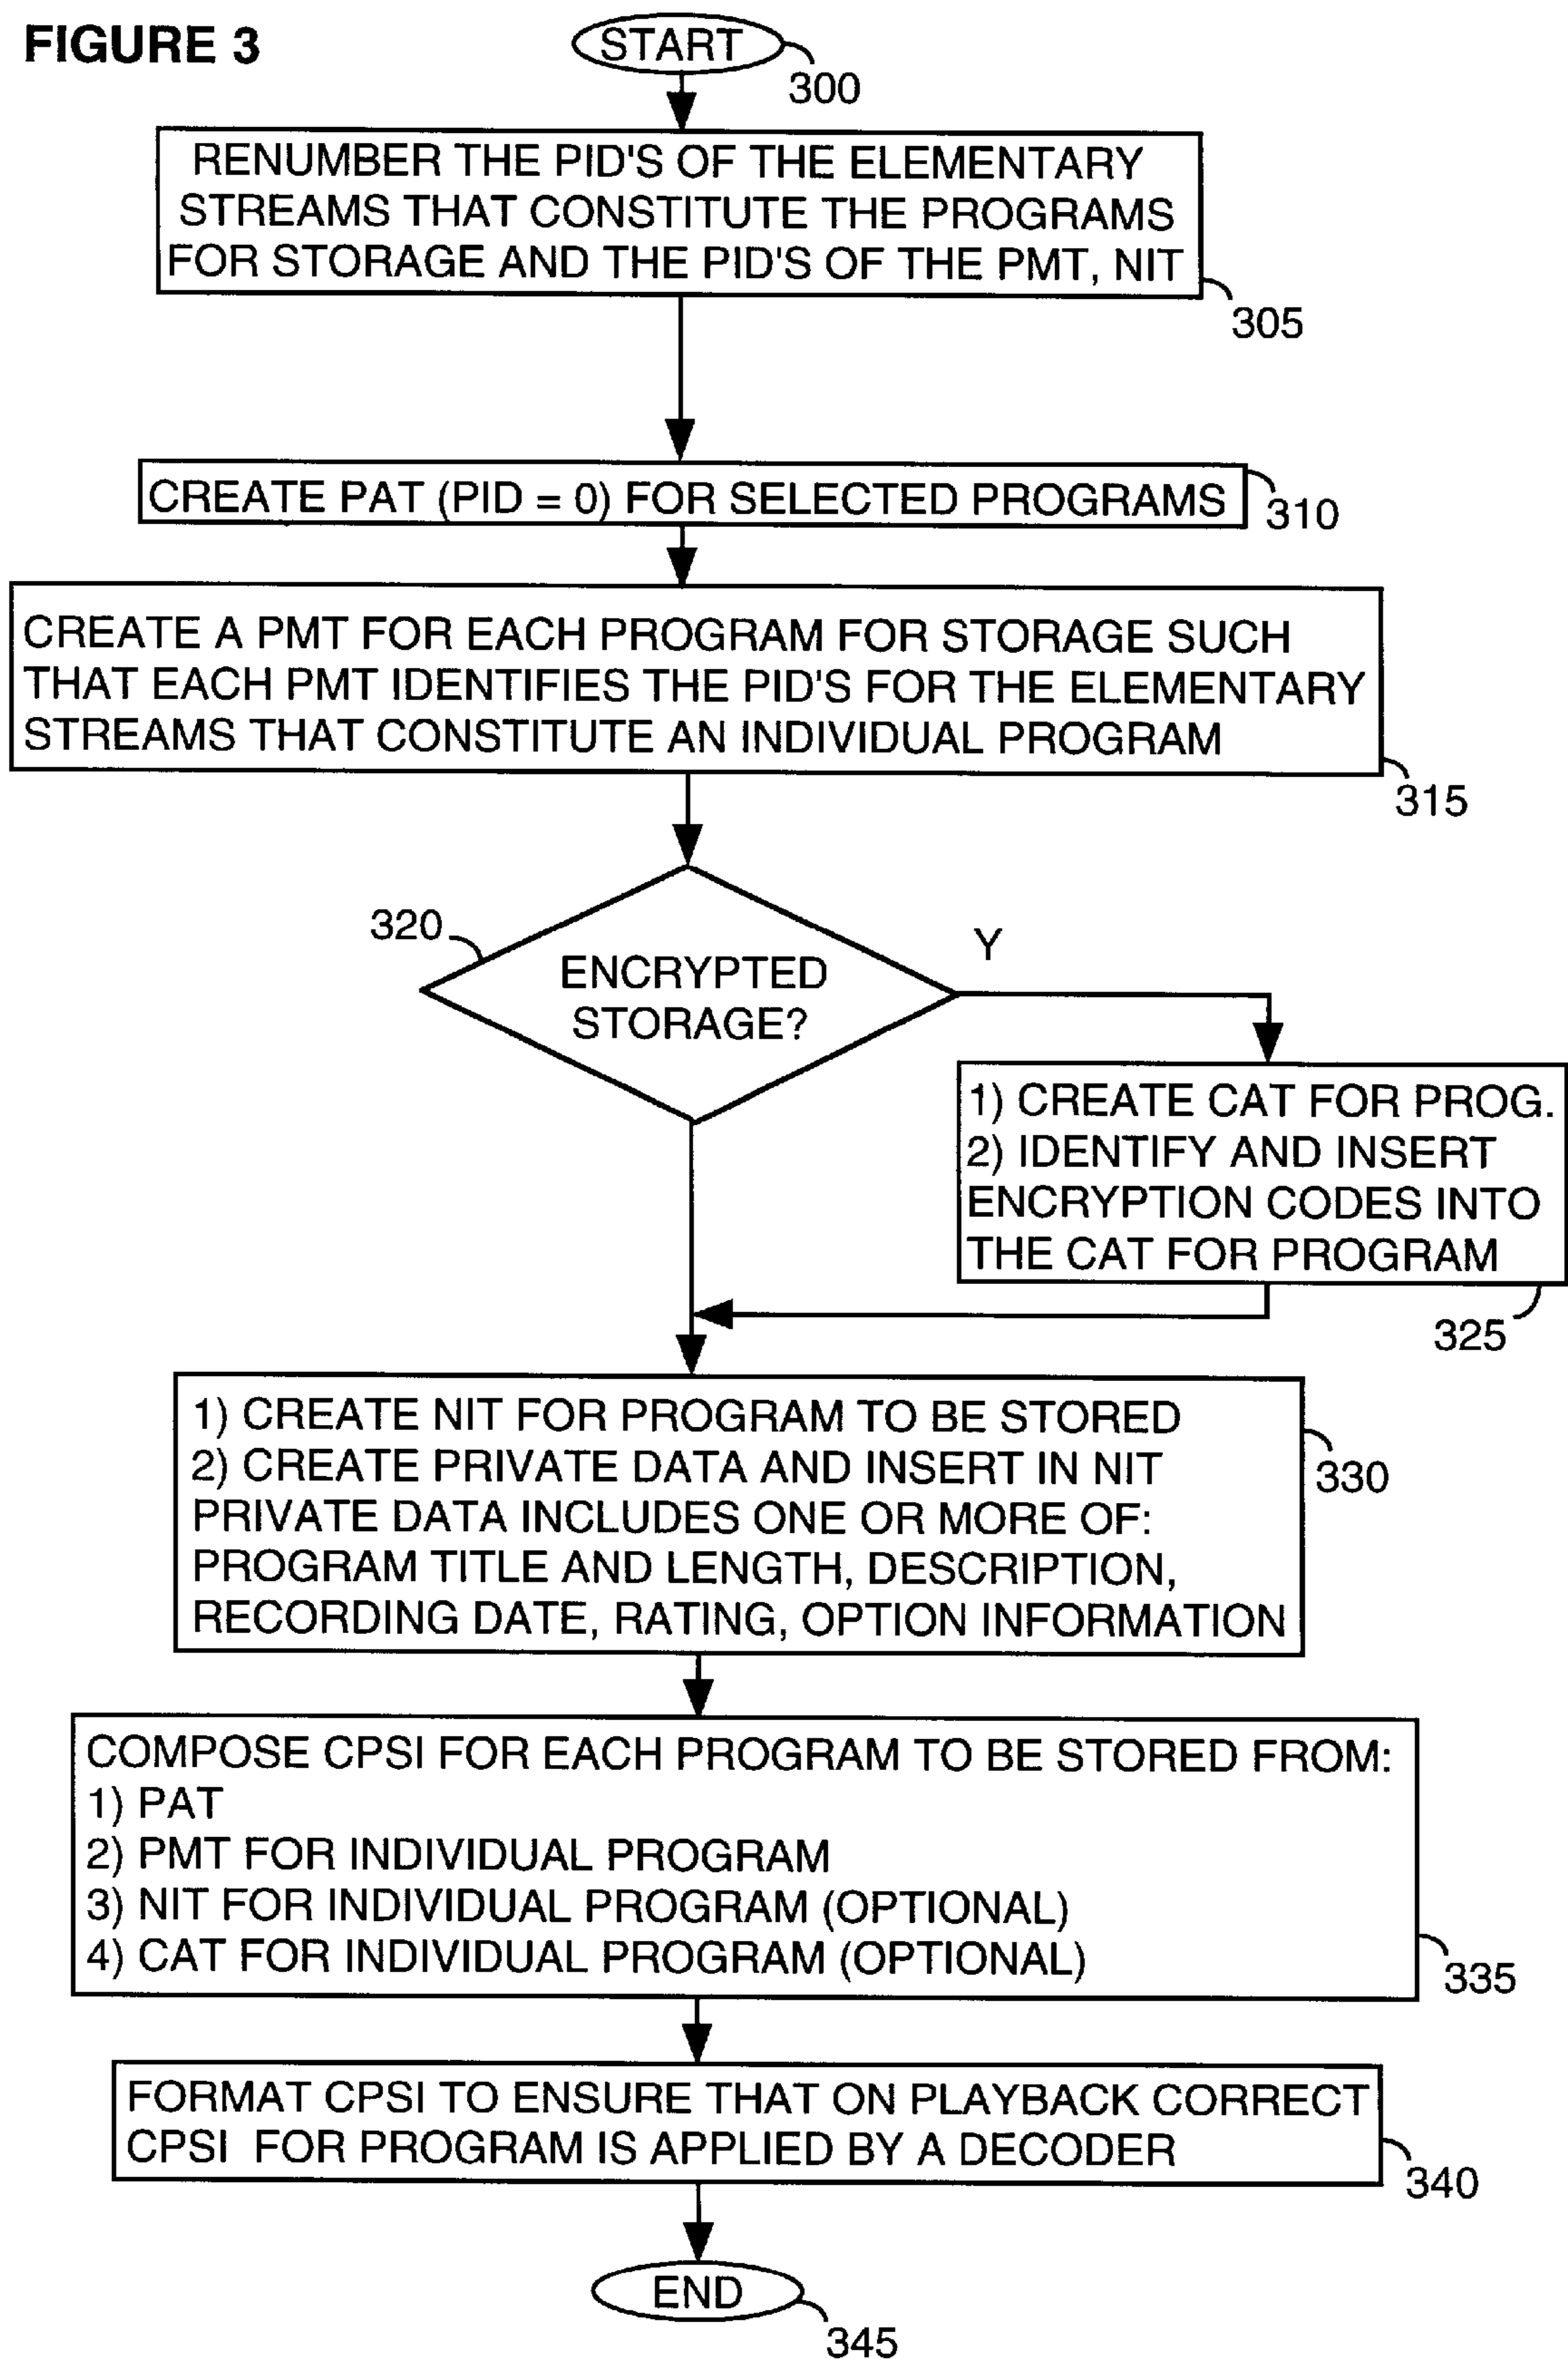 FIGURE 3
START
300
RENUMBER THE PID'S OF THE ELEMENTARY
STREAMS THAT CONSTITUTE THE PROGRAMS
FOR STORAGE AND THE PID'S OF THE PMT, NIT
305
CREATE PAT (PID = 0) FOR SELECTED PROGRAMS
310
CREATE A PMT FOR EACH PROGRAM FOR STORAGE SUCH
THAT EACH PMT IDENTIFIES THE PID'S FOR THE ELEMENTARY
STREAMS THAT CONSTITUTE AN INDIVIDUAL PROGRAM
315
320
Y
ENCRYPTED
STORAGE?
1) CREATE CAT FOR PROG.
2) IDENTIFY AND INSERT
ENCRYPTION CODES INTO
THE CAT FOR PROGRAM
325
1) CREATE NIT FOR PROGRAM TO BE STORED
2) CREATE PRIVATE DATA AND INSERT IN NIT
PRIVATE DATA INCLUDES ONE OR MORE OF:
PROGRAM TITLE AND LENGTH, DESCRIPTION,
RECORDING DATE, RATING, OPTION INFORMATION
330
COMPOSE CPSI FOR EACH PROGRAM TO BE STORED FROM:
1) PAT
2) PMT FOR INDIVIDUAL PROGRAM
3) NIT FOR INDIVIDUAL PROGRAM (OPTIONAL)
4) CAT FOR INDIVIDUAL PROGRAM (OPTIONAL)
335
FORMAT CPSI TO ENSURE THAT ON PLAYBACK CORRECT
CPSI FOR PROGRAM IS APPLIED BY A DECODER
340
END
345